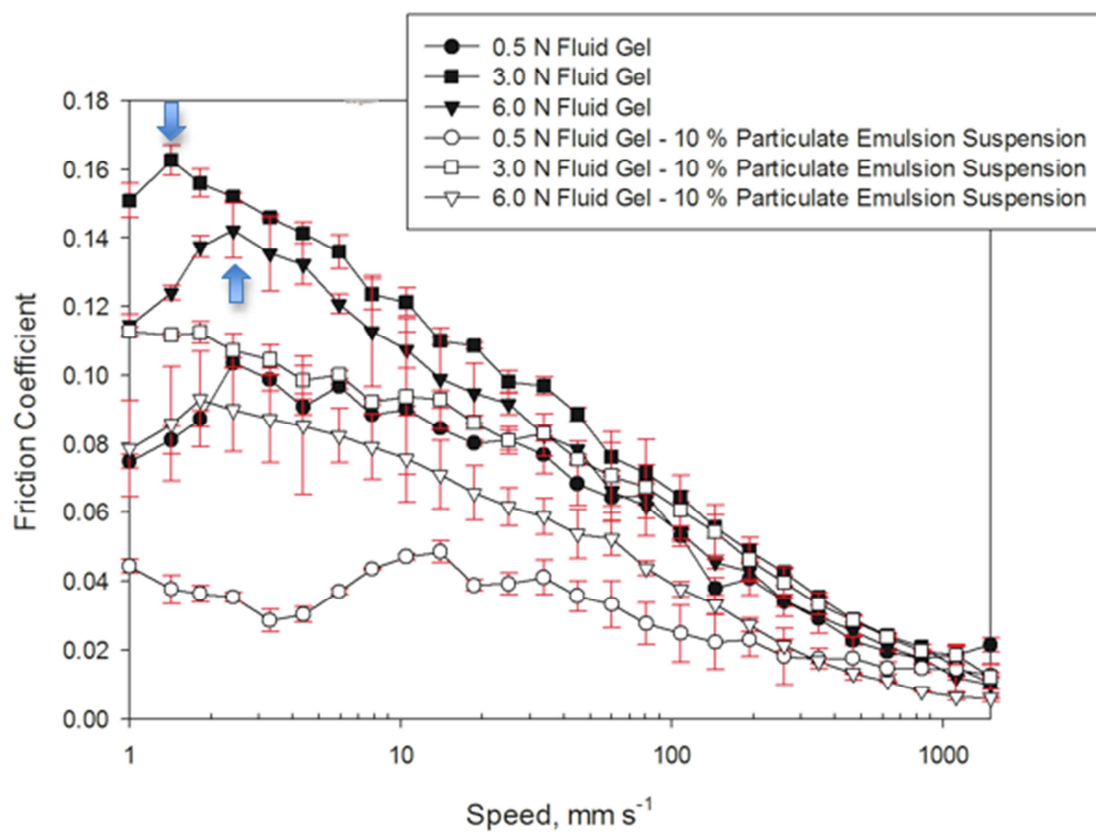 0.5 N Fluid Gel
3.0 N Fluid Gel
6.0 N Fluid Gel
0.5 N Fluid Gel - 10 % Particulate Emulsion Suspension
3.0 N Fluid Gel - 10 % Particulate Emulsion Suspension
6.0 N Fluid Gel - 10 % Particulate Emulsion Suspension
0.18
0.16
0.14
0.12
0.10
0.08
0.06
0.04
0.02
0.00
Friction Coefficient
1 10 100 1000
Speed, mm s⁻¹